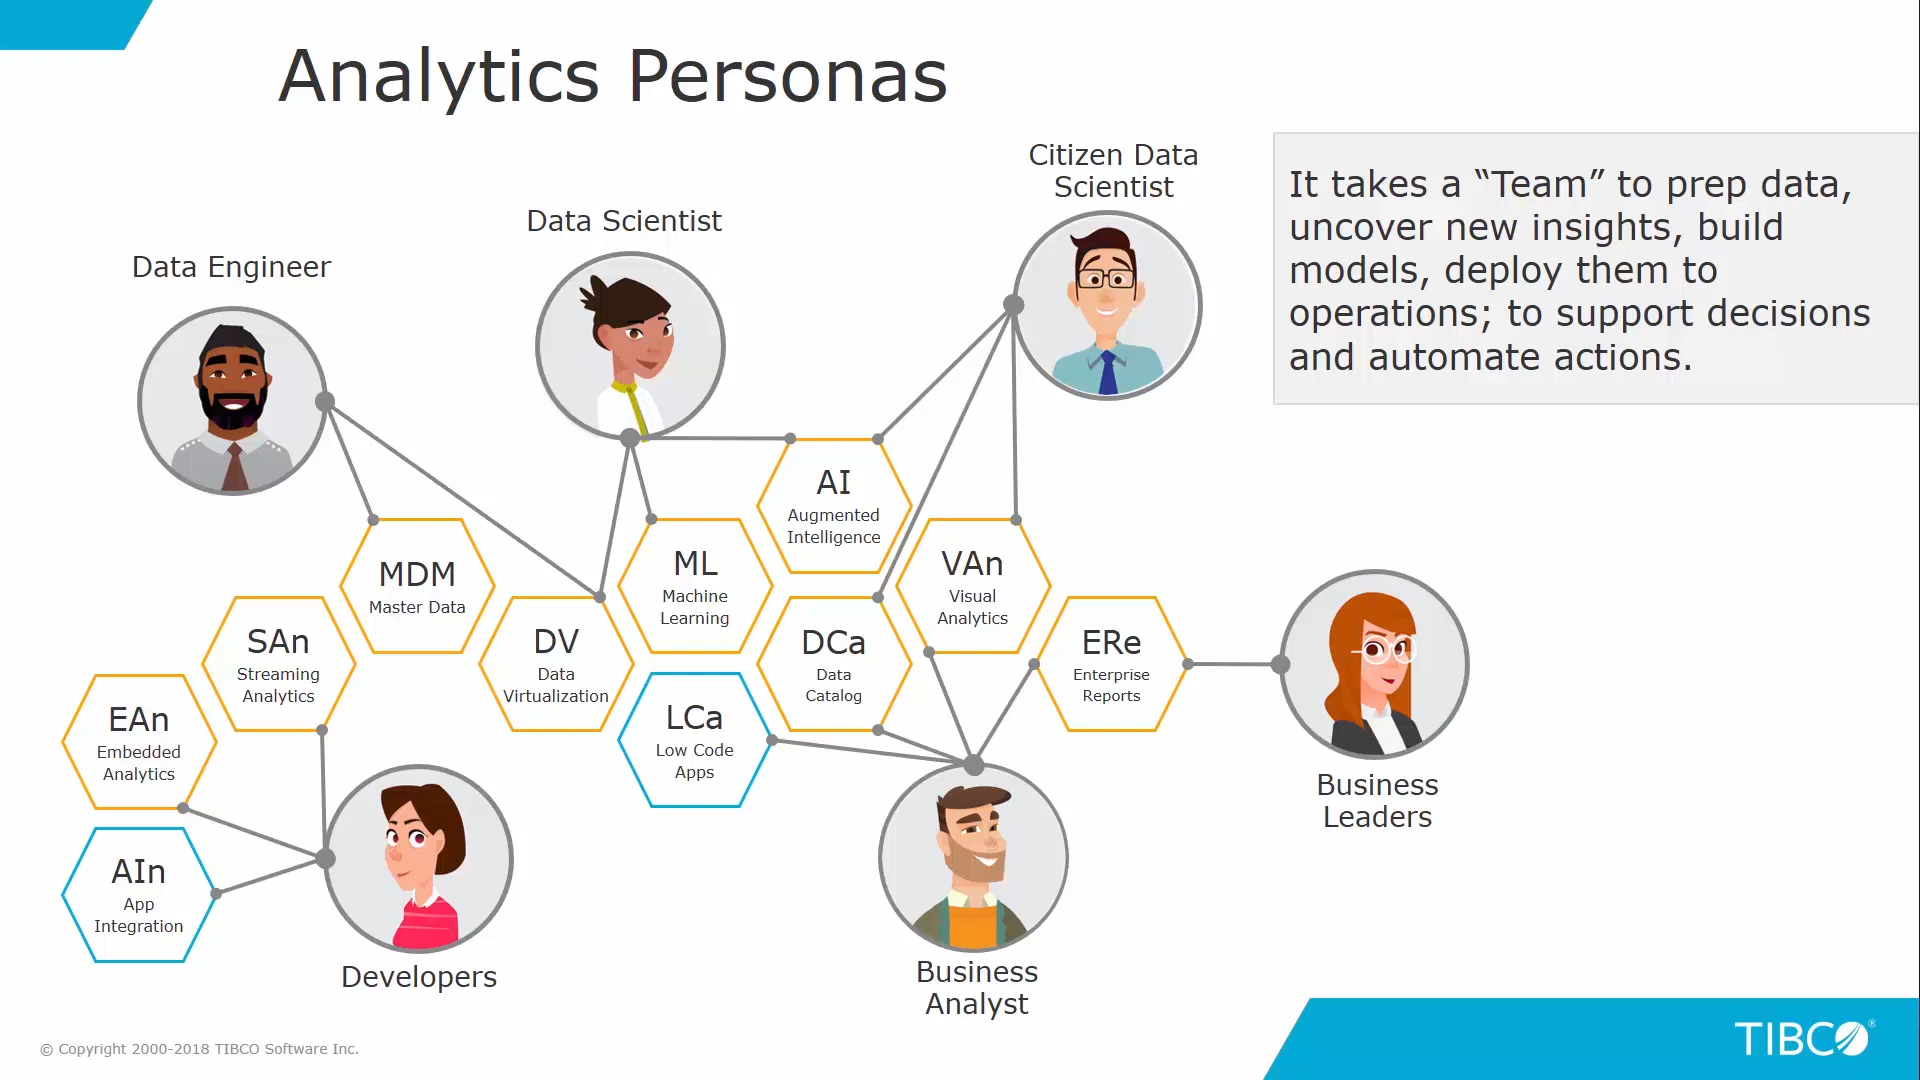 Analytics Personas
Citizen Data
Scientist
Data Scientist
Data Engineer
It takes a “Team” to prep data,
uncover new insights, build
models, deploy them to
operations; to support decisions
and automate actions.
AI
Augmented
Intelligence
MDM
Master Data
ML
Machine
Learning
VAn
Visual
Analytics
SAn
Streaming
Analytics
DV
Data
Virtualization
DCa
Data
Catalog
ERe
Enterprise
Reports
EAn
Embedded
Analytics
LCa
Low Code
Apps
AIn
App
Integration
Business
Leaders
Developers
Business
Analyst
© Copyright 2000-2018 TIBCO Software Inc.
TIBCO®